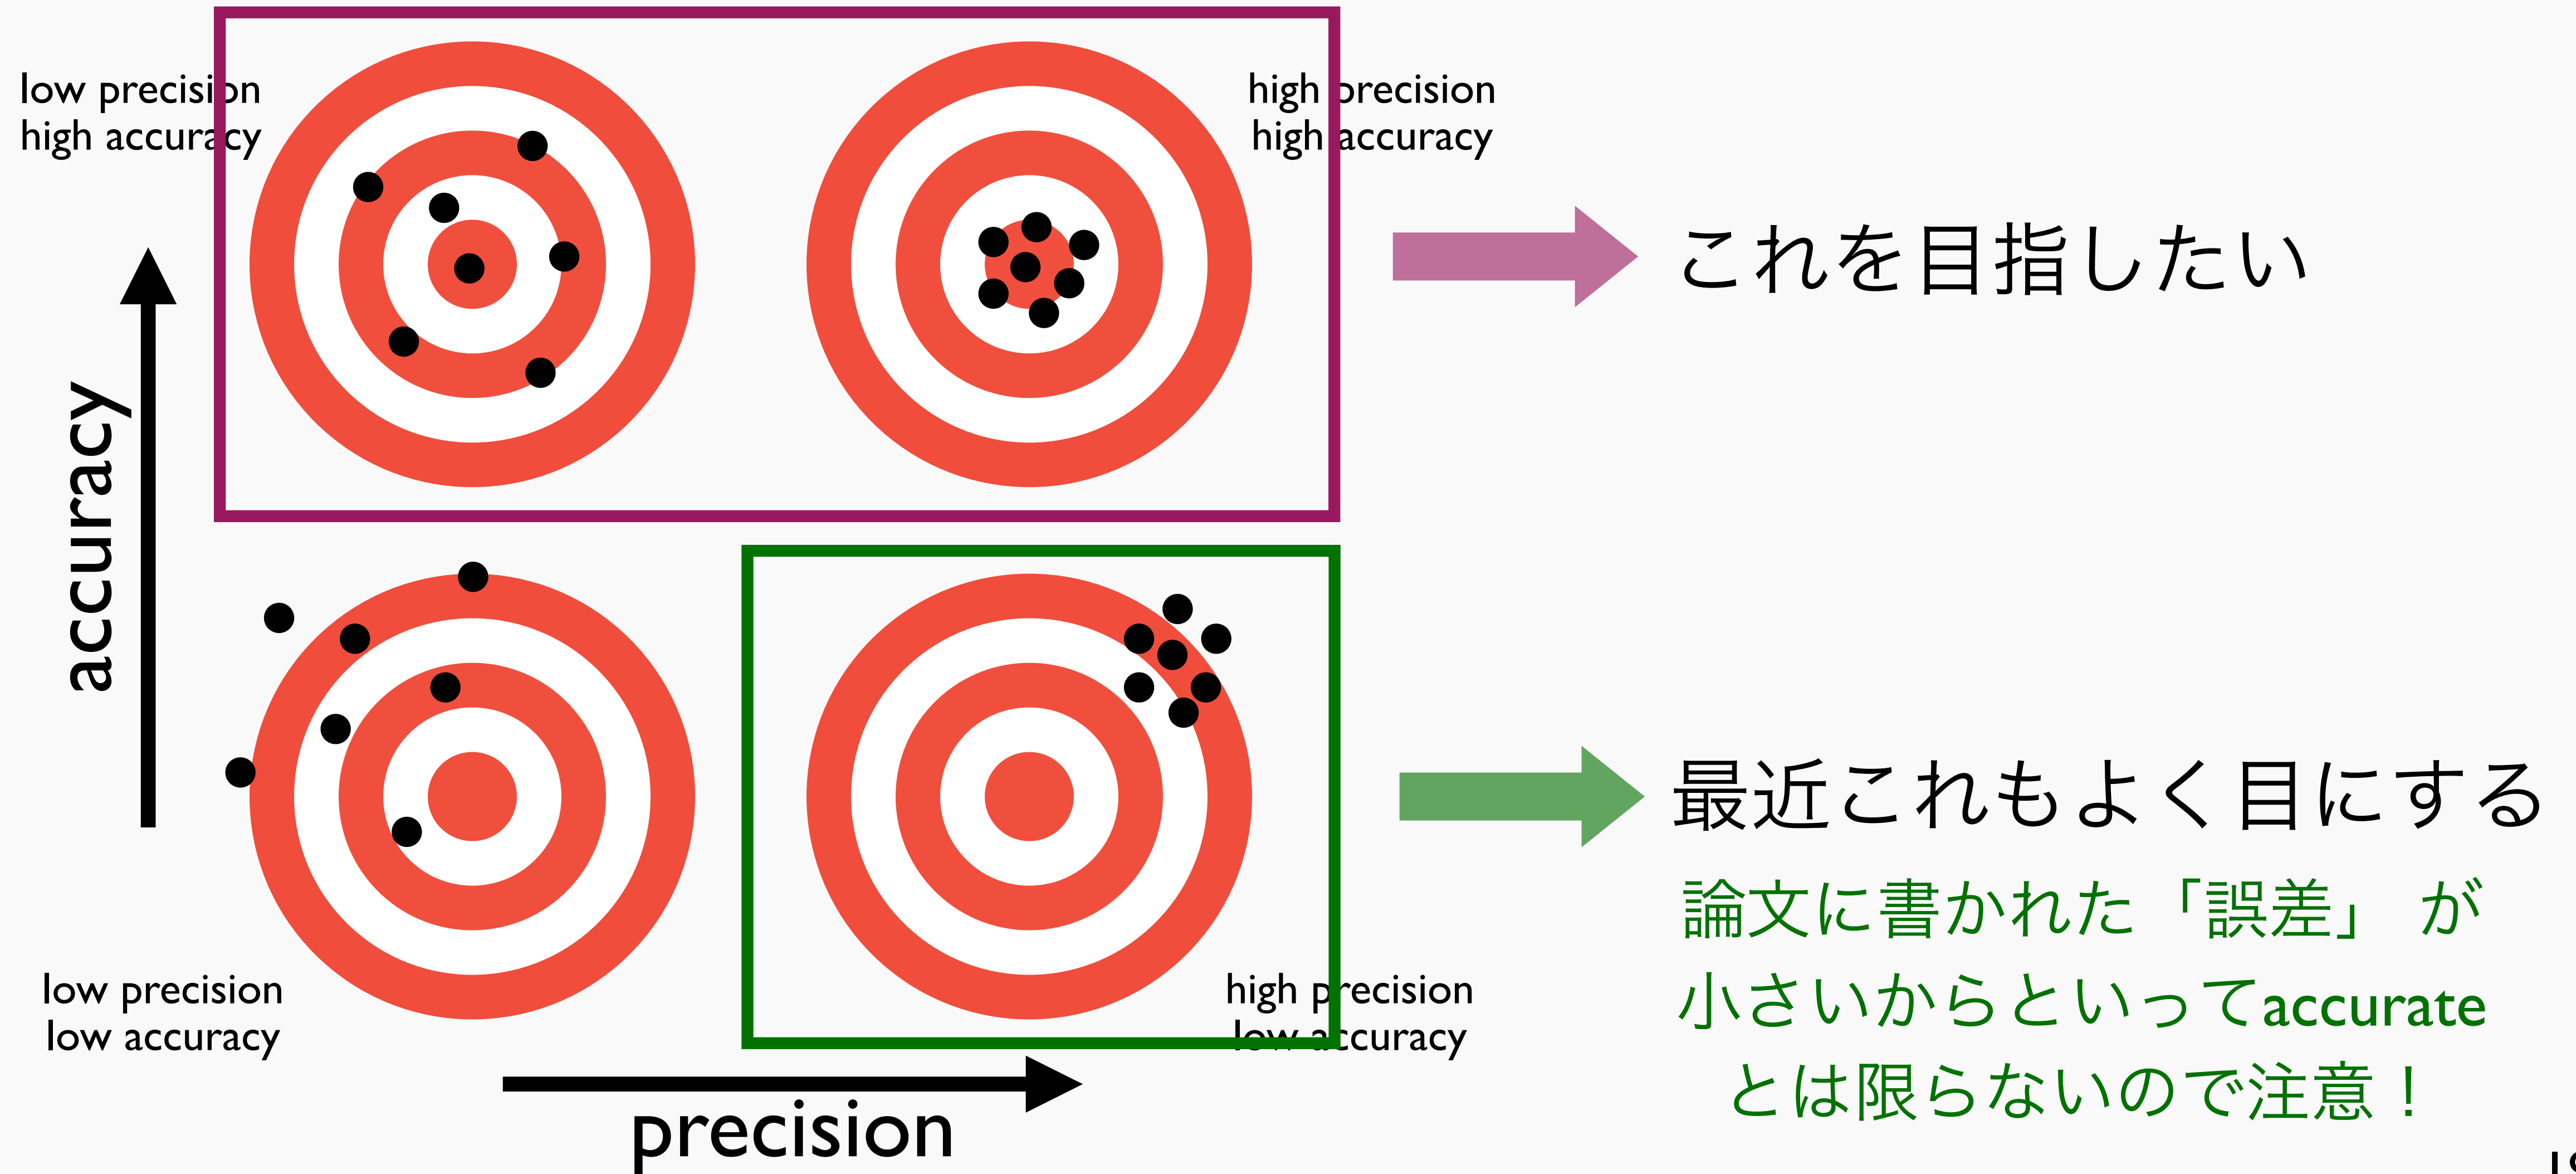 low precision
high accuracy
high precision
high accuracy
これを目指したい
accuracy
最近これもよく目にする
論文に書かれた「誤差」 が
小さいからといってaccurate
とは限らないので注意！
low precision
low accuracy
high precision
low accuracy
precision